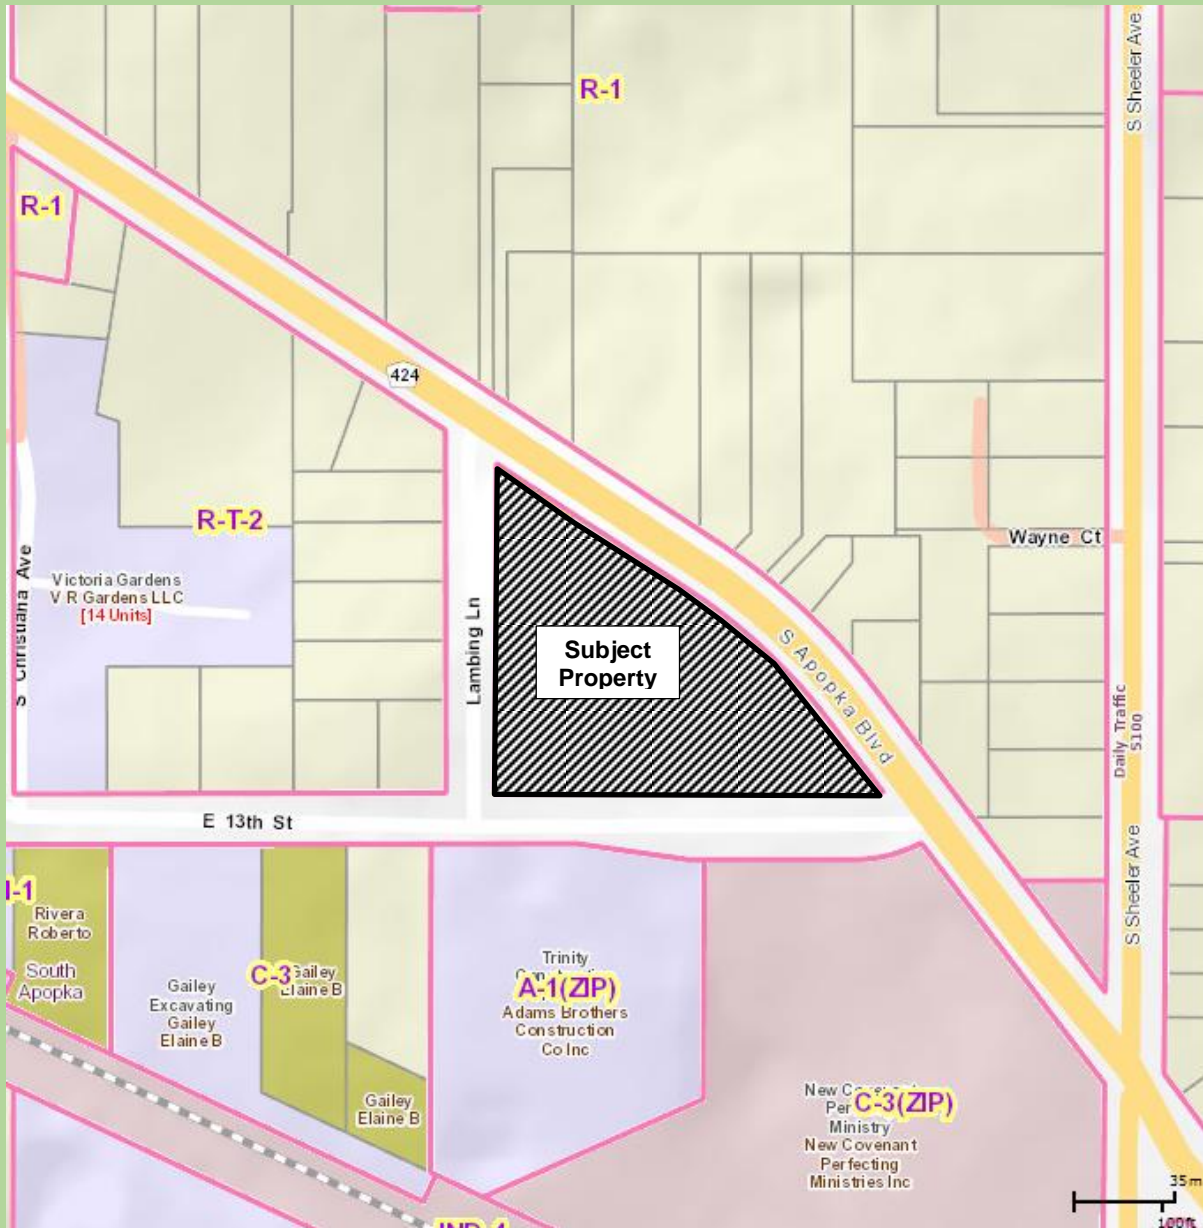 S Sheeler Ave
R-1
R-1
424
R-T-2
Wayne Ct
S Christiana Ave
Victoria Gardens
V R Gardens LLC
[14 Units]
Lambing Ln
Subject
Property
S Apopka Blvd
Daily Traffic
5100
E 13th St
S Sheeler Ave
Rivera
Roberto
South
Apopka
Gailey
Excavating
Gailey
Elaine B
C-3
Gailey
Elaine B
Gailey
Elaine B
Trinity
A-1(ZIP)
Adams Brothers
Construction
Co Inc
New
C-3(ZIP)
Ministry
New Covenant
Perfecting
Ministries Inc
35m